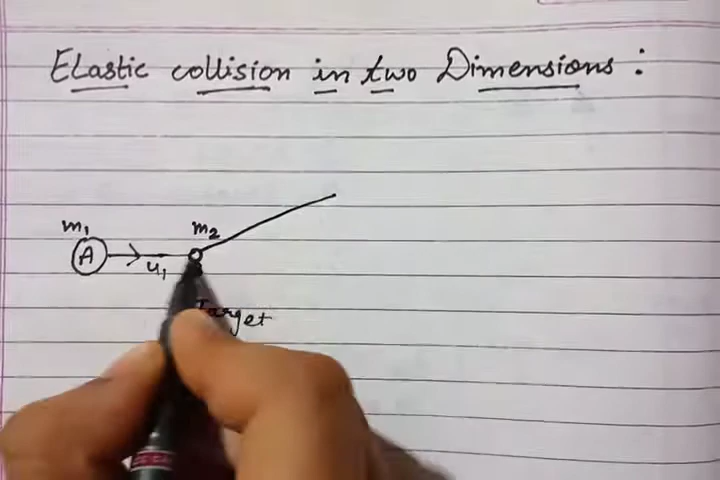 Elastic collision in two Dimensions :
m₁ m₂
A u₁
Target